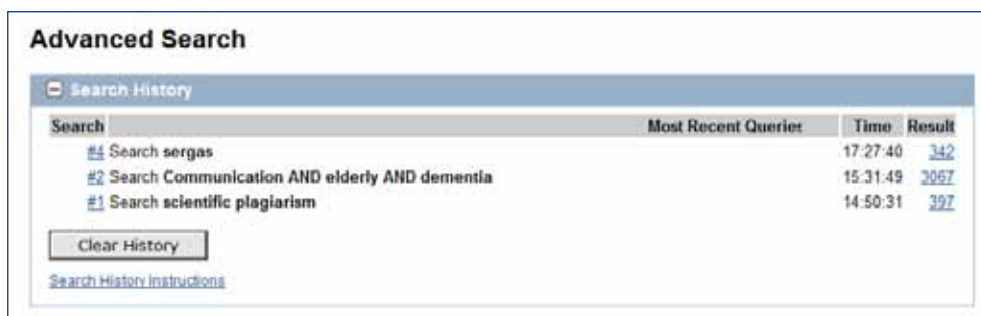 Advanced Search
Search History
Search Most Recent Queries Time Result
#4 Search sergas 17:27:40 342
#2 Search Communication AND elderly AND dementia 15:31:49 3067
#1 Search scientific plagiarism 14:50:31 397
Clear History
Search History Instructions